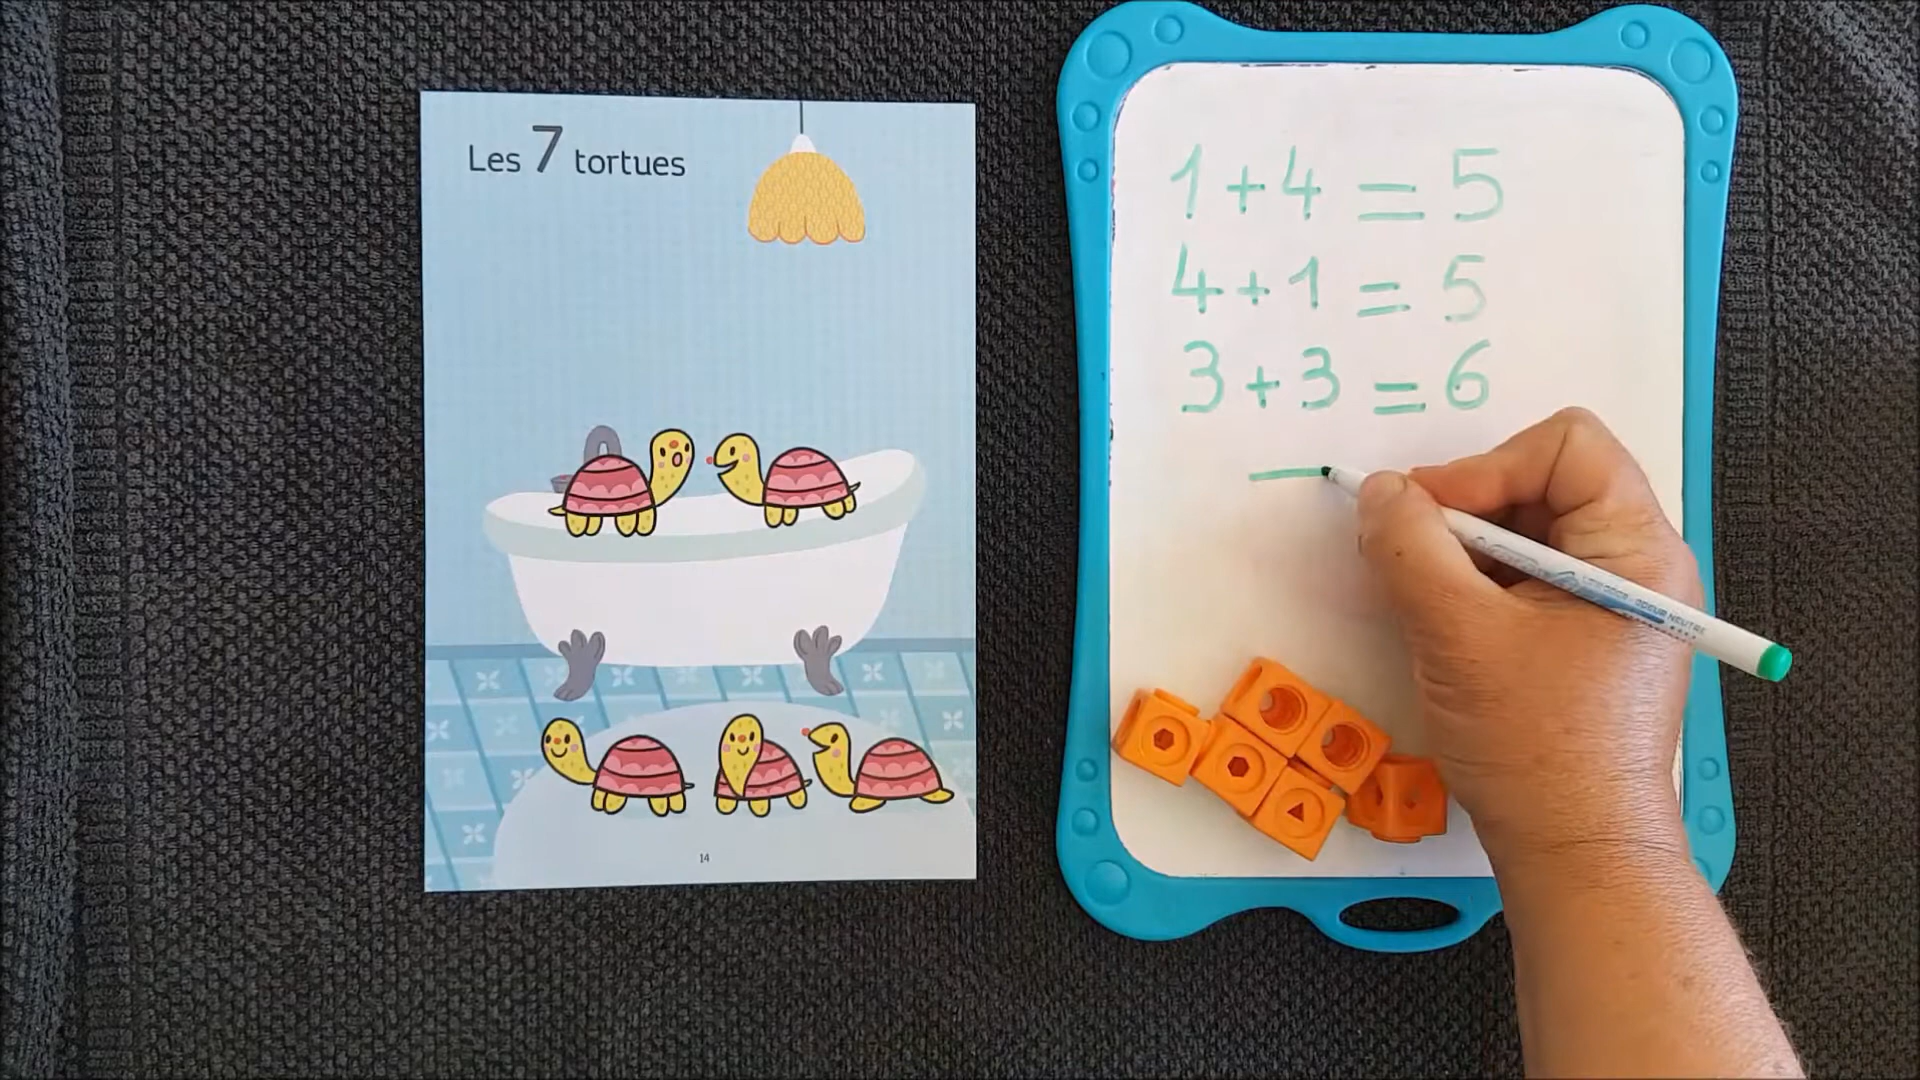 Les 7 tortues
14
1 + 4 = 5
4 + 1 = 5
3 + 3 = 6